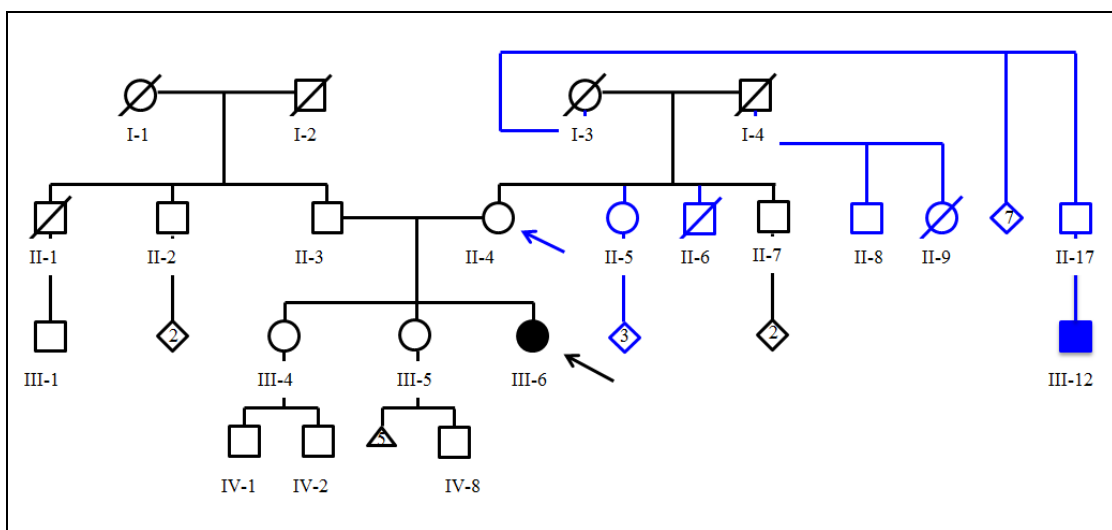 I-1 I-2 I-3 I-4
7
II-1 II-2 II-3 II-4 II-5 II-6 II-7 II-8 II-9 II-17
2 3 2
III-1 III-4 III-5 III-6 III-12
5
IV-1 IV-2 IV-8